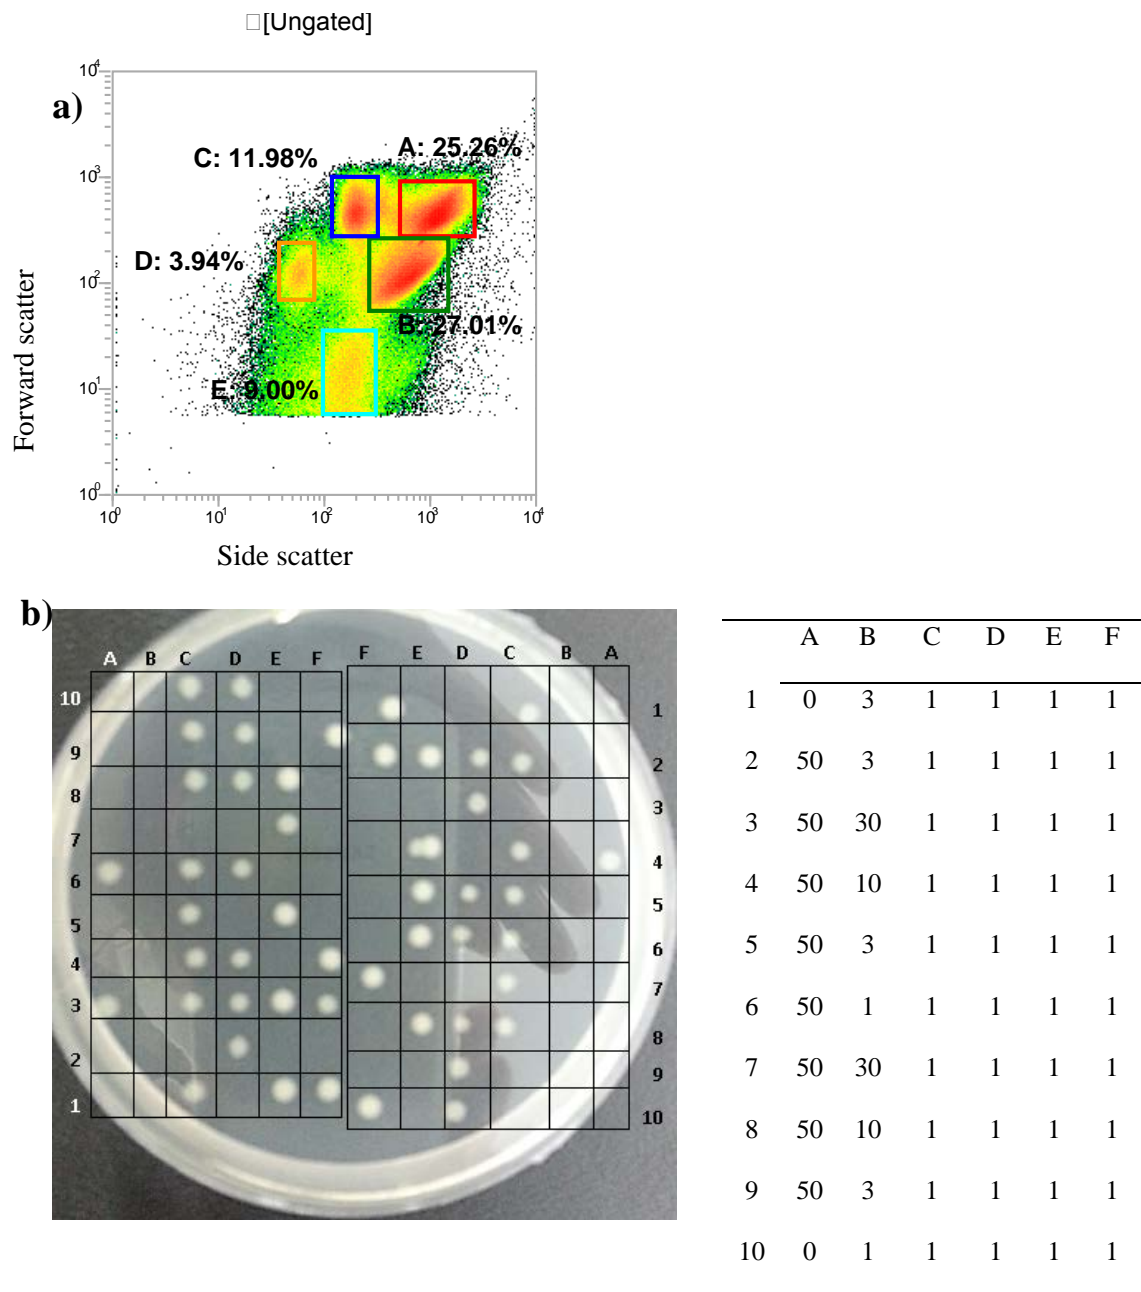 [Ungated]
a)
10^4
10^3
10^2
10^1
10^0
C: 11.98%
A: 25.26%
D: 3.94%
B: 27.01%
E: 9.00%
10^0 10^1 10^2 10^3 10^4
Forward scatter
Side scatter
b)
A B C D E F
10
9
8
7
6
5
4
3
2
1
F E D C B A
1
2
3
4
5
6
7
8
9
10
A B C D E F
1 0 3 1 1 1 1
2 50 3 1 1 1 1
3 50 30 1 1 1 1
4 50 10 1 1 1 1
5 50 3 1 1 1 1
6 50 1 1 1 1 1
7 50 30 1 1 1 1
8 50 10 1 1 1 1
9 50 3 1 1 1 1
10 0 1 1 1 1 1